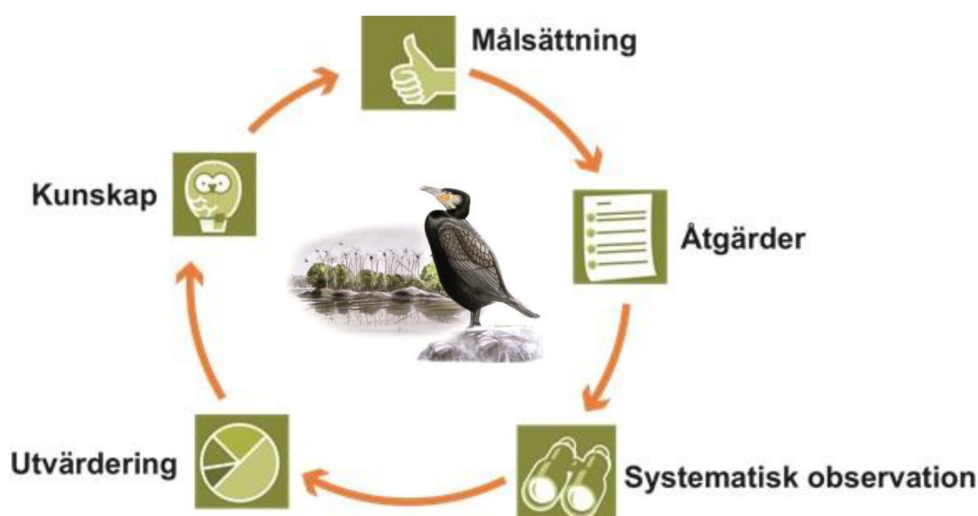 Målsättning
Åtgärder
Systematisk observation
Utvärdering
Kunskap